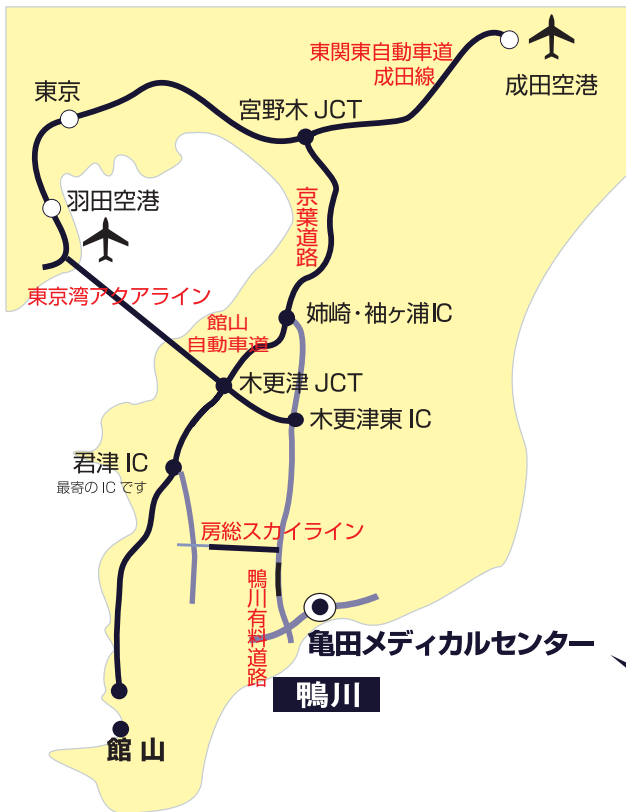 東関東自動車道
成田線
成田空港
東京
宮野木 JCT
羽田空港
京葉道路
東京湾アクアライン
姉崎・袖ヶ浦 IC
館山
自動車道
木更津 JCT
木更津東 IC
君津 IC
最寄の IC です
房総スカイライン
鴨川有料道路
亀田メディカルセンター
鴨川
館山